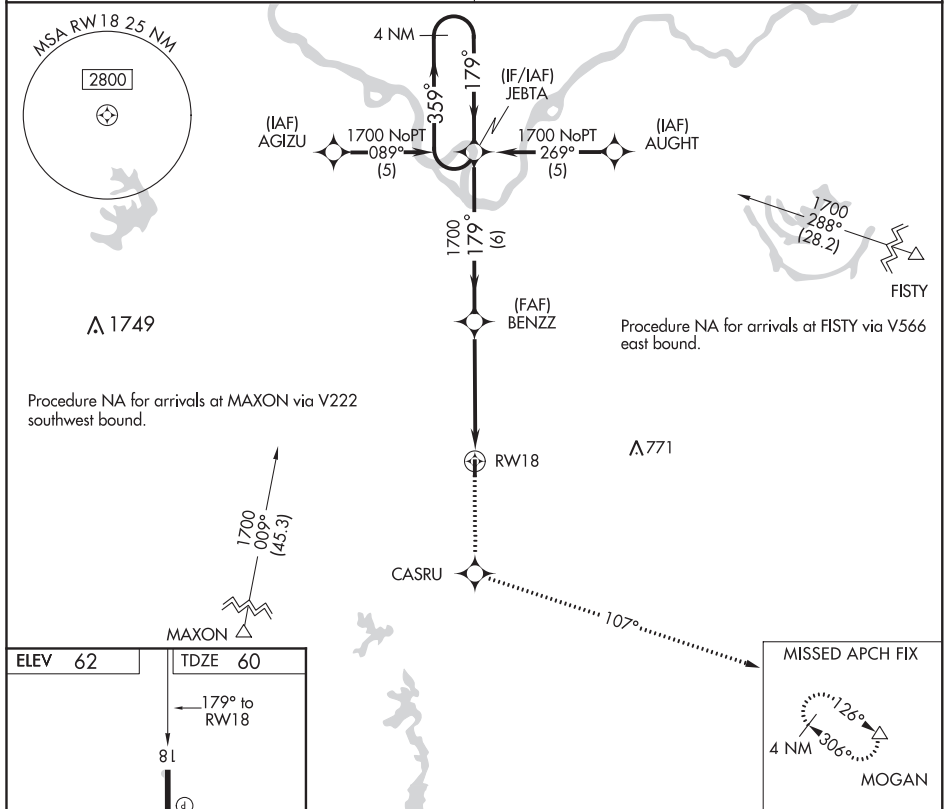 MSA RW18 25 NM
2800
4 NM
359°
179°
(IF/IAF)
JEBTA
(IAF)
AGIZU
1700 NoPT
089°
(5)
1700 NoPT
269°
(5)
(IAF)
AUGHT
1700
179°
(6)
1700
288°
(28.2)
FISTY
(FAF)
BENZZ
1749
Procedure NA for arrivals at FISTY via V566
east bound.
Procedure NA for arrivals at MAXON via V222
southwest bound.
771
RW18
1700
009°
(45.3)
CASRU
107°
MAXON
ELEV 62
TDZE 60
179° to
RW18
18
P
MISSED APCH FIX
126°
306°
4 NM
MOGAN